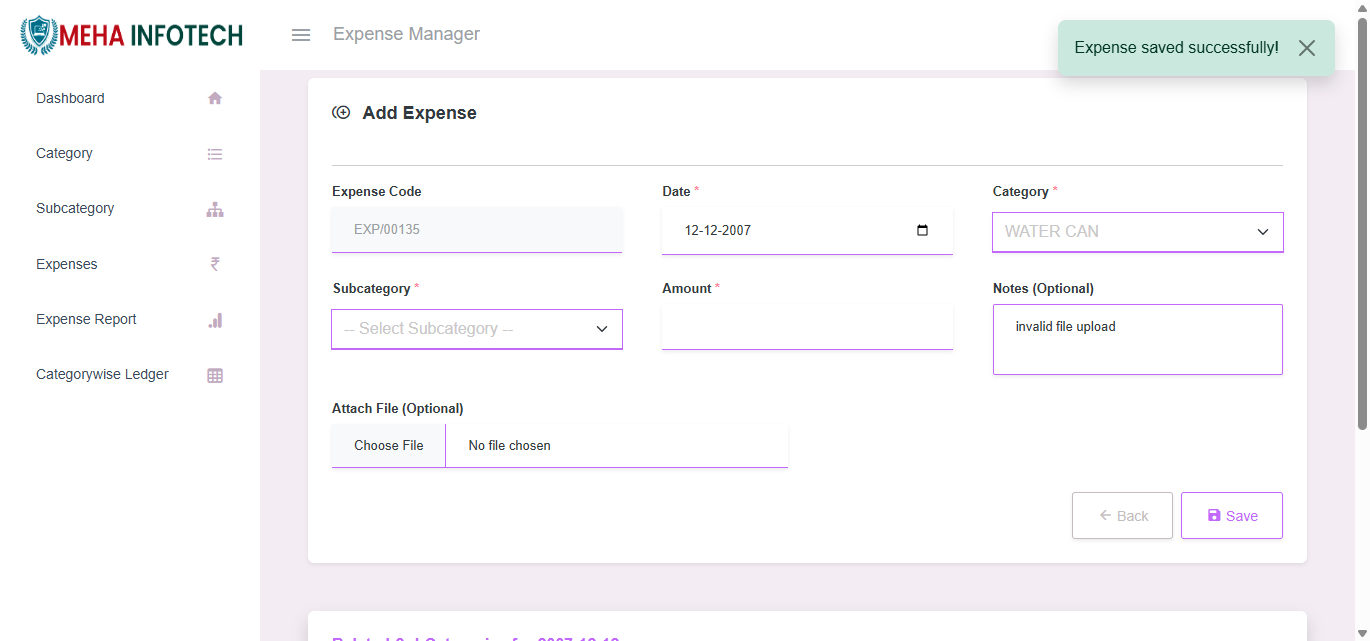 MEHA INFOTECH
Expense Manager
Expense saved successfully!
Dashboard
Category
Subcategory
Expenses
Expense Report
Categorywise Ledger
Add Expense
Expense Code
Date *
Category *
EXP/00135
12-12-2007
WATER CAN
Subcategory *
Amount *
Notes (Optional)
-- Select Subcategory --
invalid file upload
Attach File (Optional)
Choose File
No file chosen
Back
Save